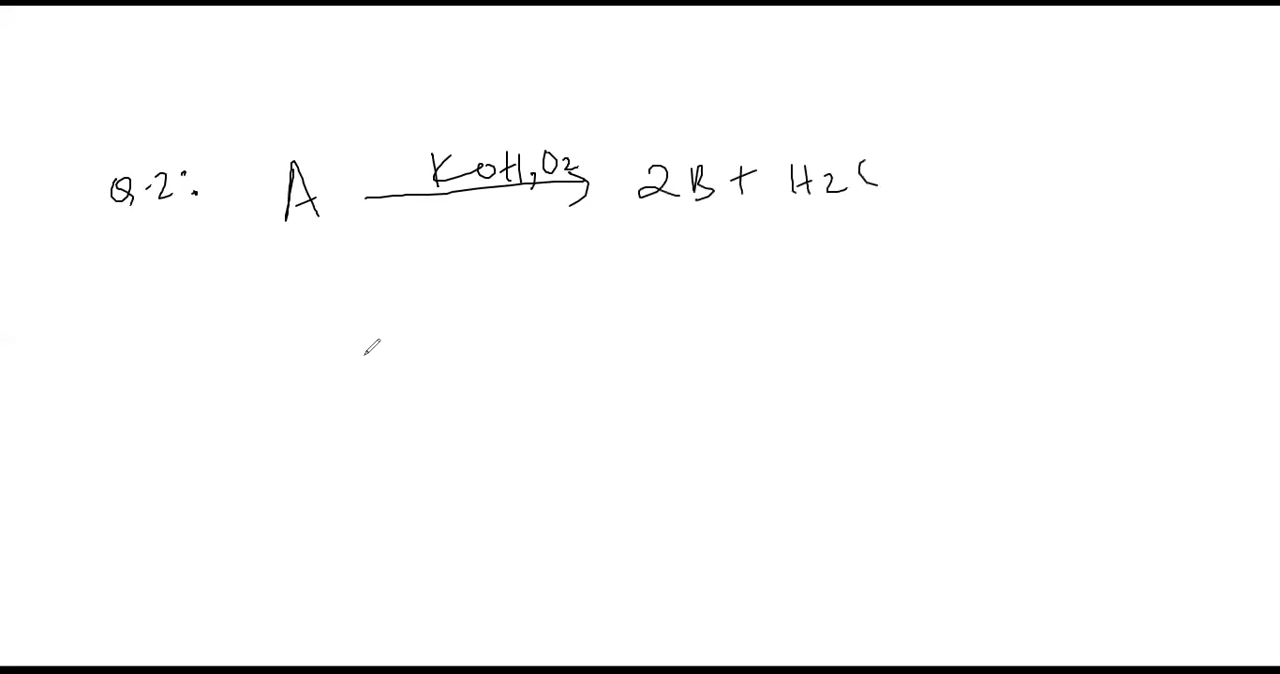 Q.2: A KOH, O2 → 2B + H2